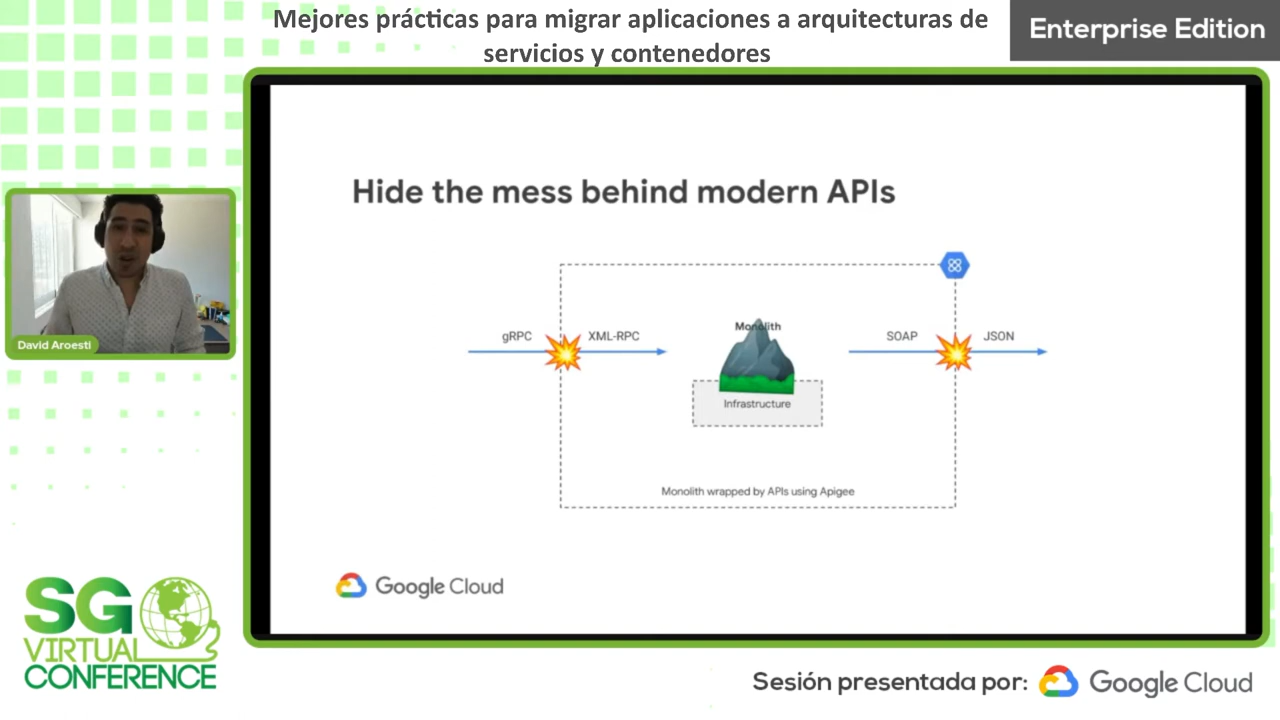 Mejores prácticas para migrar aplicaciones a arquitecturas de
servicios y contenedores
Enterprise Edition
Hide the mess behind modern APIs
gRPC
XML-RPC
Monolith
SOAP
JSON
Infrastructure
Monolith wrapped by APIs using Apigee
Google Cloud
David Aroesti
SG
VIRTUAL
CONFERENCE
Sesión presentada por: Google Cloud